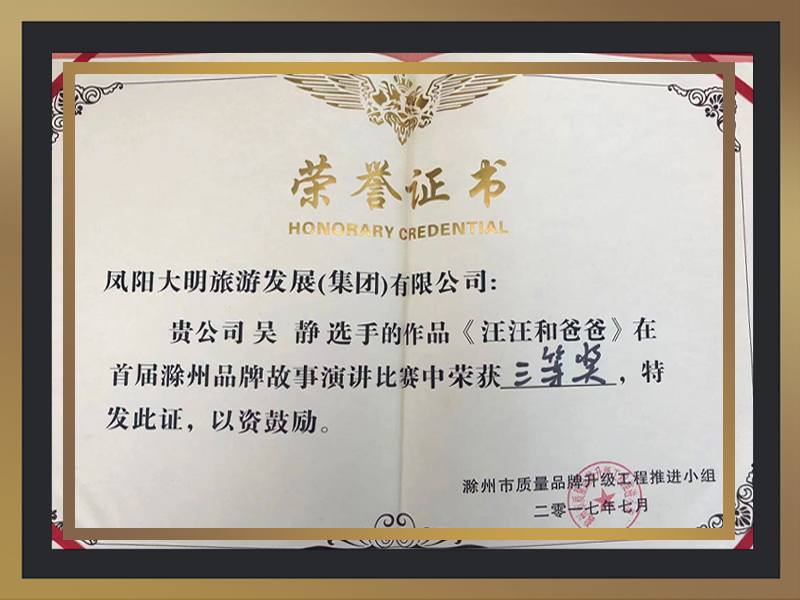 荣誉证书
HONORARY CREDENTIAL
凤阳大明旅游发展(集团)有限公司:
贵公司吴 静选手的作品《汪汪和爸爸》在
首届滁州品牌故事演讲比赛中荣获三等奖，特
发此证，以资鼓励。
滁州市质量品牌升级工程推进小组
二零一七年七月